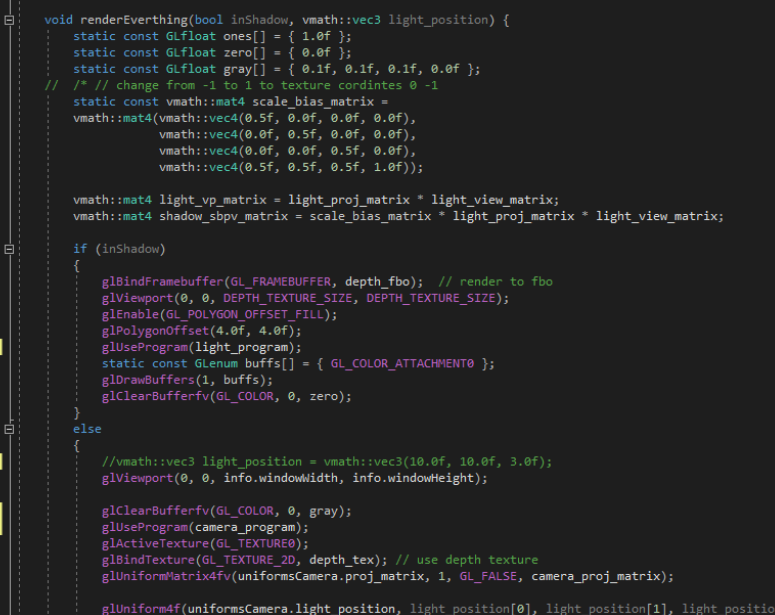 void renderEverthing(bool inShadow, vmath::vec3 light_position) {
static const GLfloat ones[] = { 1.0f };
static const GLfloat zero[] = { 0.0f };
static const GLfloat gray[] = { 0.1f, 0.1f, 0.1f, 0.0f };
// /* // change from -1 to 1 to texture cordintes 0 -1
static const vmath::mat4 scale_bias_matrix =
vmath::mat4(vmath::vec4(0.5f, 0.0f, 0.0f, 0.0f),
vmath::vec4(0.0f, 0.5f, 0.0f, 0.0f),
vmath::vec4(0.0f, 0.0f, 0.5f, 0.0f),
vmath::vec4(0.5f, 0.5f, 0.5f, 1.0f));
vmath::mat4 light_vp_matrix = light_proj_matrix * light_view_matrix;
vmath::mat4 shadow_sbpv_matrix = scale_bias_matrix * light_proj_matrix * light_view_matrix;
if (inShadow)
{
glBindFramebuffer(GL_FRAMEBUFFER, depth_fbo); // render to fbo
glViewport(0, 0, DEPTH_TEXTURE_SIZE, DEPTH_TEXTURE_SIZE);
glEnable(GL_POLYGON_OFFSET_FILL);
glPolygonOffset(4.0f, 4.0f);
glUseProgram(light_program);
static const GLenum buffs[] = { GL_COLOR_ATTACHMENT0 };
glDrawBuffers(1, buffs);
glClearBufferfv(GL_COLOR, 0, zero);
}
else
{
//vmath::vec3 light_position = vmath::vec3(10.0f, 10.0f, 3.0f);
glViewport(0, 0, info.windowWidth, info.windowHeight);
glClearBufferfv(GL_COLOR, 0, gray);
glUseProgram(camera_program);
glActiveTexture(GL_TEXTURE0);
glBindTexture(GL_TEXTURE_2D, depth_tex); // use depth texture
glUniformMatrix4fv(uniformsCamera.proj_matrix, 1, GL_FALSE, camera_proj_matrix);
glUniform4f(uniformsCamera.light_position, light_position[0], light_position[1], light_positio